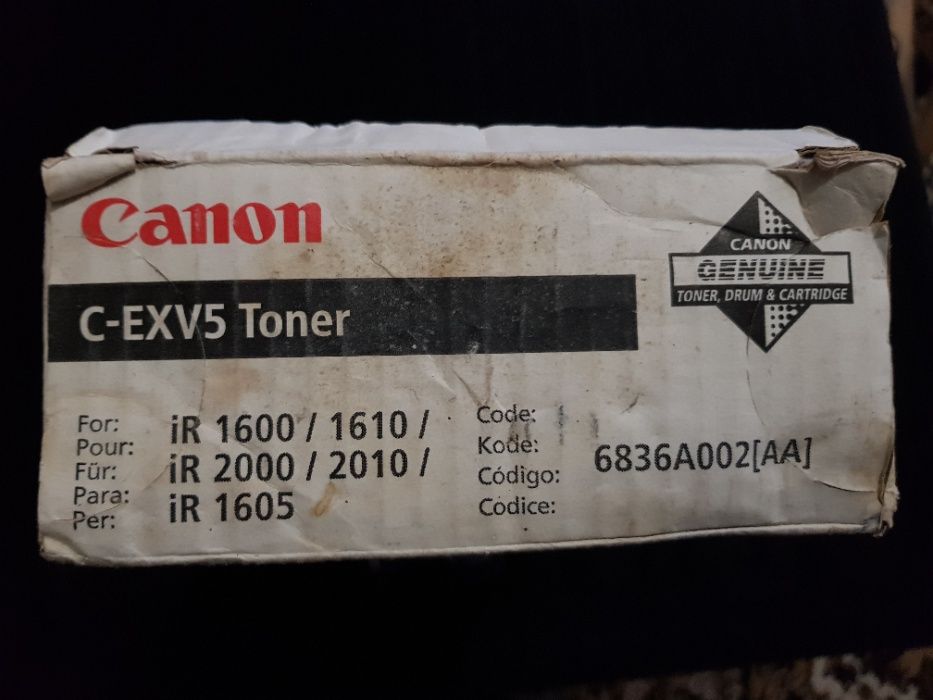 Canon
C-EXV5 Toner
CANON
GENUINE
TONER, DRUM & CARTRIDGE
For:
Pour:
Für:
Para:
Per:
iR 1600 / 1610 /
iR 2000 / 2010 /
iR 1605
Code:
Kode:
Código:
Codice:
6836A002[AA]